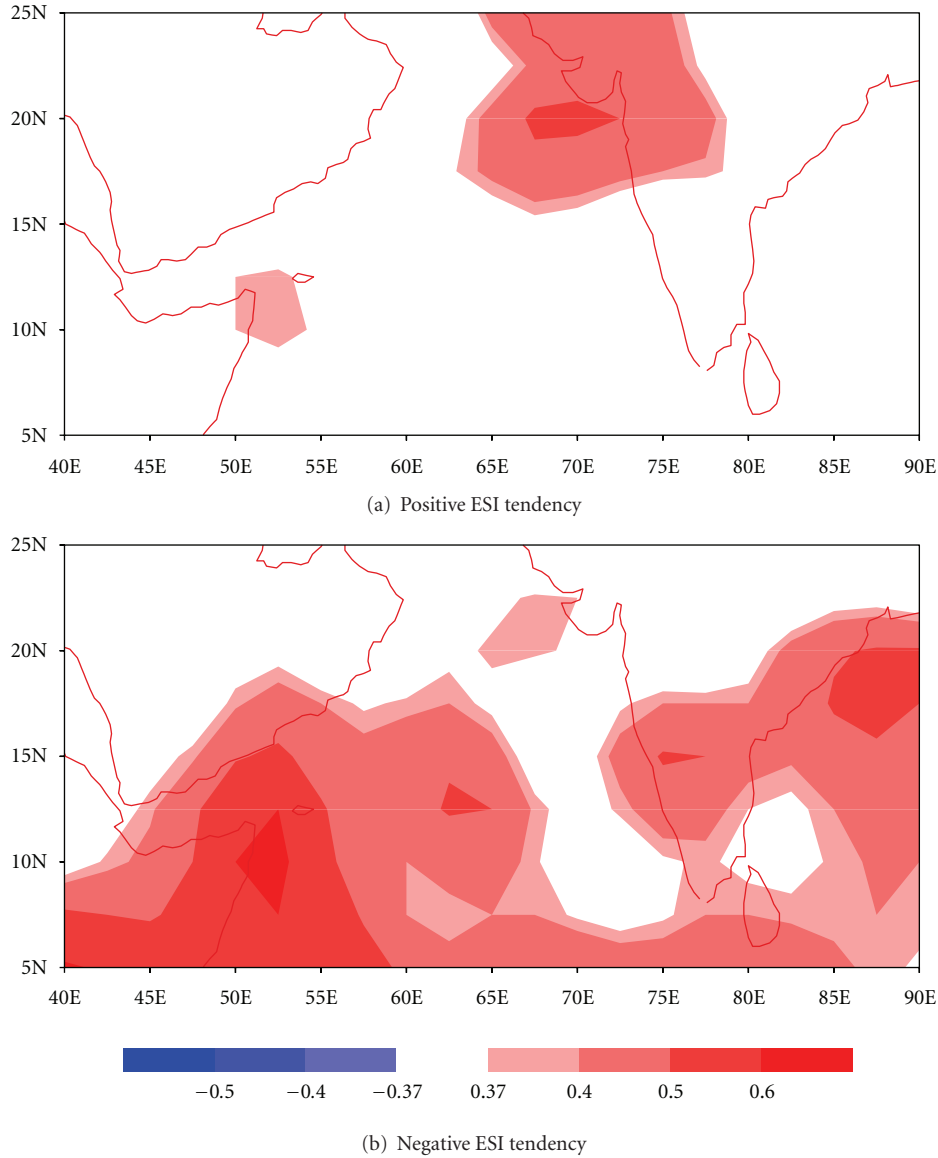 25N
20N
15N
10N
5N
40E 45E 50E 55E 60E 65E 70E 75E 80E 85E 90E
(a) Positive ESI tendency
25N
20N
15N
10N
5N
40E 45E 50E 55E 60E 65E 70E 75E 80E 85E 90E
−0.5 −0.4 −0.37 0.37 0.4 0.5 0.6
(b) Negative ESI tendency